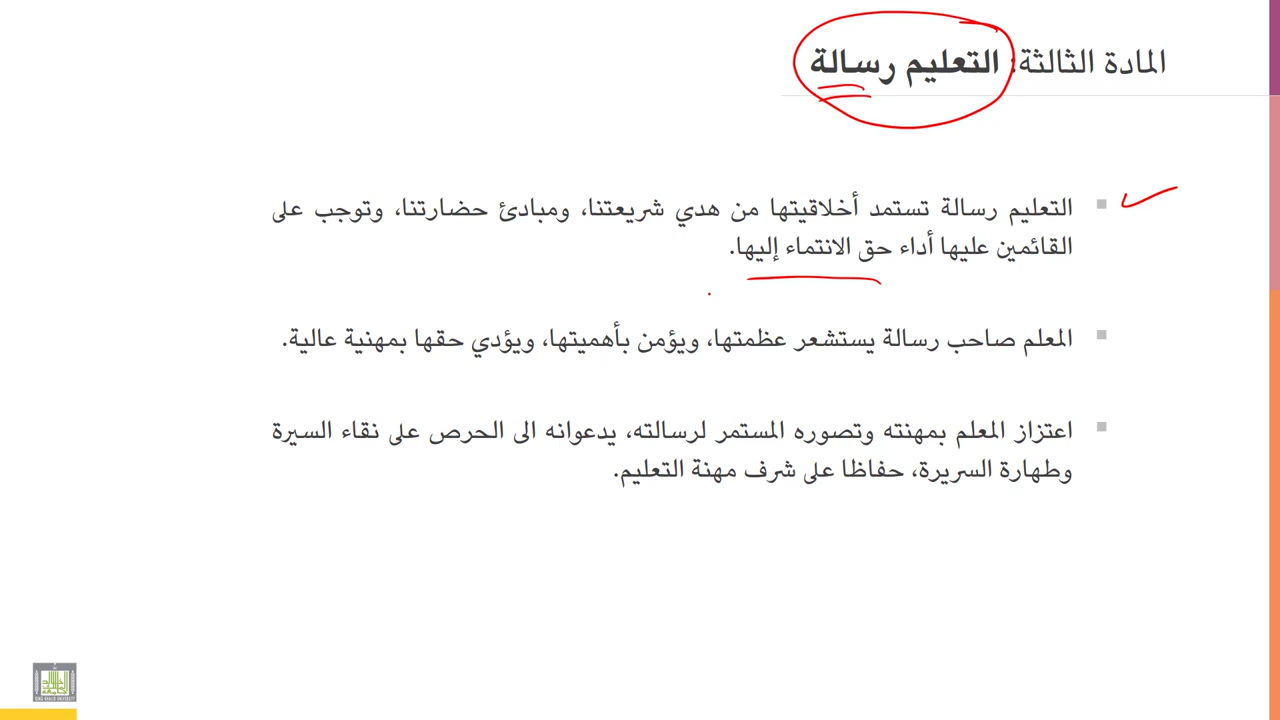 المادة الثالثة: التعليم رسالة
التعليم رسالة تستمد أخلاقيتها من هدي شريعتنا، ومبادئ حضارتنا، وتوجب على
القائمين عليها أداء حق الانتماء إليها.
المعلم صاحب رسالة يستشعر عظمتها، ويؤمن بأهميتها، ويؤدي حقها بمهنية عالية.
اعتزاز المعلم بمهنته وتصوره المستمر لرسالته، يدعوانه الى الحرص على نقاء السيرة
وطهارة السريرة، حفاظا على شرف مهنة التعليم.